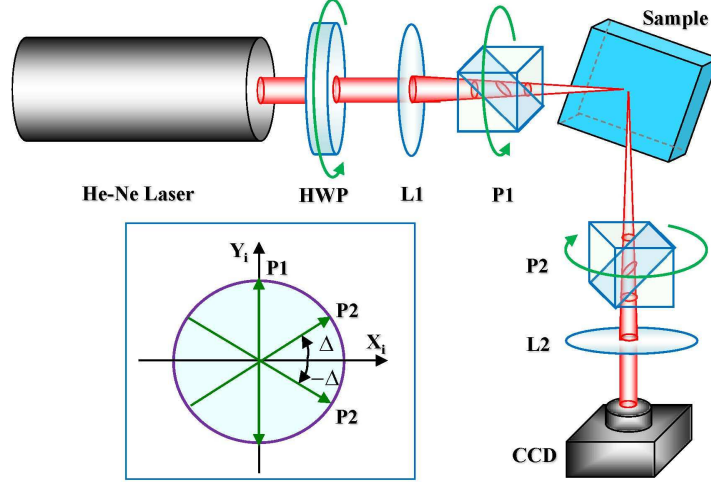 Sample
He-Ne Laser
HWP
L1
P1
P2
L2
CCD
Yᵢ
P1
P2
Xᵢ
Δ
−Δ
P2